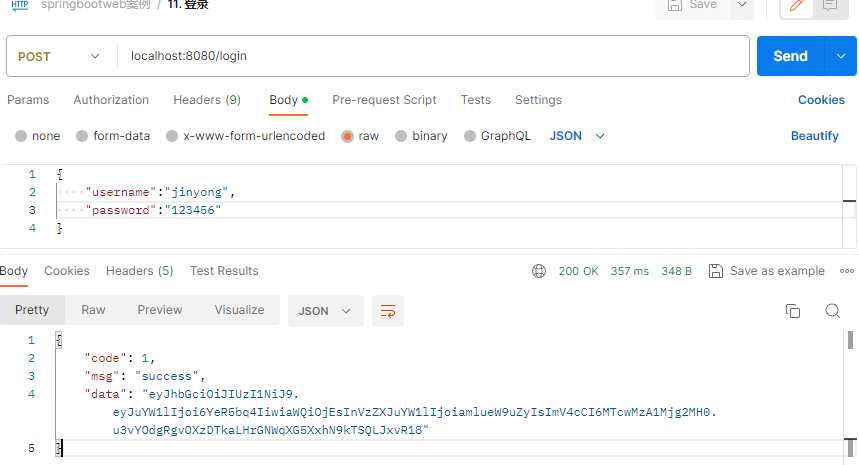 HTTP springbootweb案例 / 11. 登录 Save
POST localhost:8080/login Send
Params Authorization Headers (9) Body Pre-request Script Tests Settings Cookies
none form-data x-www-form-urlencoded raw binary GraphQL JSON Beautify
1 {
2 "username":"jinyong",
3 "password":"123456"
4 }
Body Cookies Headers (5) Test Results 200 OK 357 ms 348 B Save as example
Pretty Raw Preview Visualize JSON
1 {
2 "code": 1,
3 "msg": "success",
4 "data": "eyJhbGciOiJIUzI1NiJ9.
eyJuYW1lIjoi6YeR5bq4IiwiaWQiOjEsInVzZXJuYW1lIjoiamlueW9uZyIsImV4cCI6MTcwMzA1Mjg2MH0.
u3vYOdgRgvOXzDTkaLHrGNWqXG5XxhN9kTSQLJxvR18"
5 }